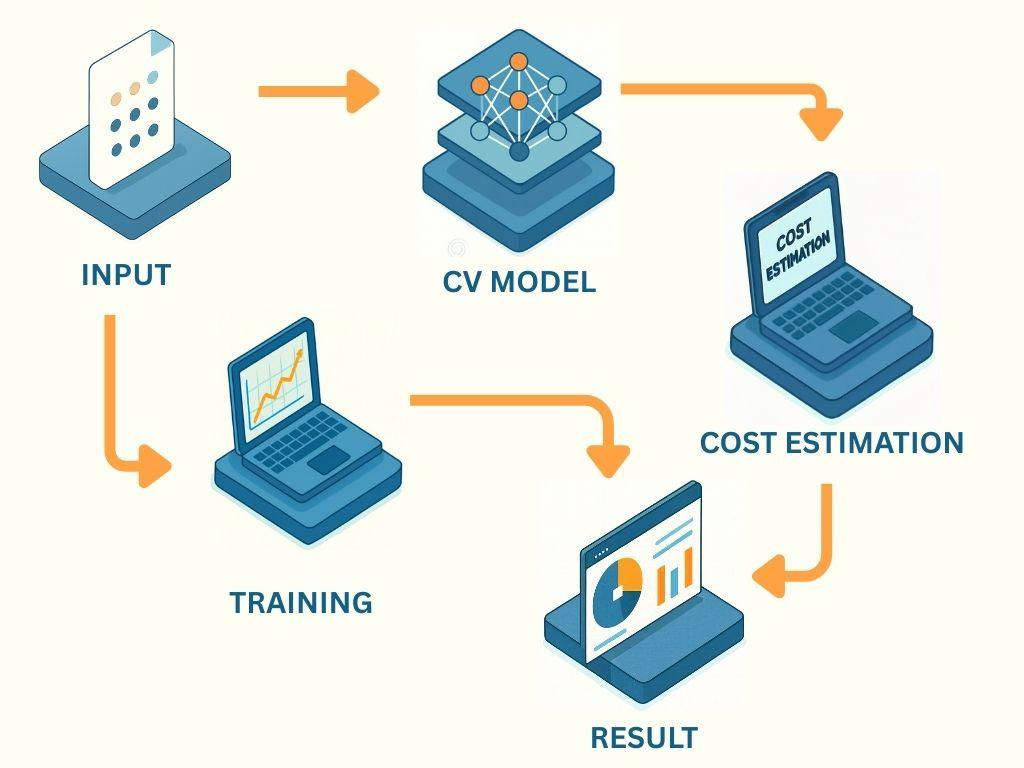 INPUT
CV MODEL
COST
ESTIMATION
COST ESTIMATION
TRAINING
RESULT